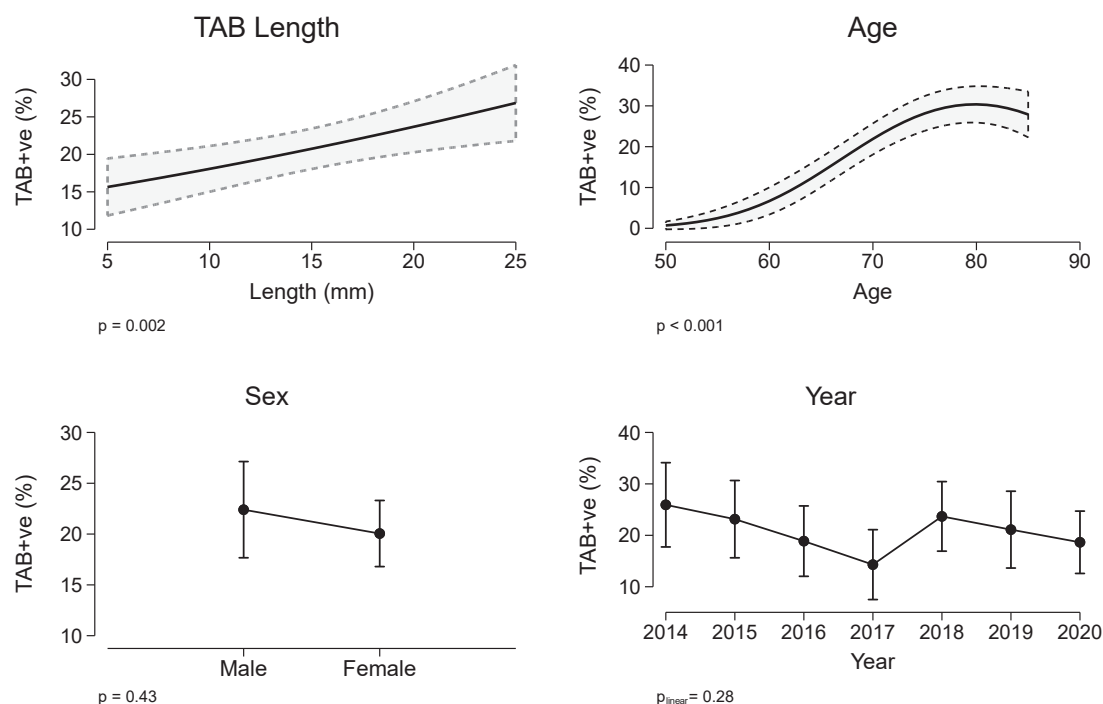 TAB Length
TAB+ve (%)
30
25
20
15
10
5 10 15 20 25
Length (mm)
p = 0.002
Age
TAB+ve (%)
40
30
20
10
0
50 60 70 80 90
Age
p < 0.001
Sex
TAB+ve (%)
30
25
20
15
10
Male Female
p = 0.43
Year
TAB+ve (%)
40
30
20
10
2014 2015 2016 2017 2018 2019 2020
Year
plinear= 0.28